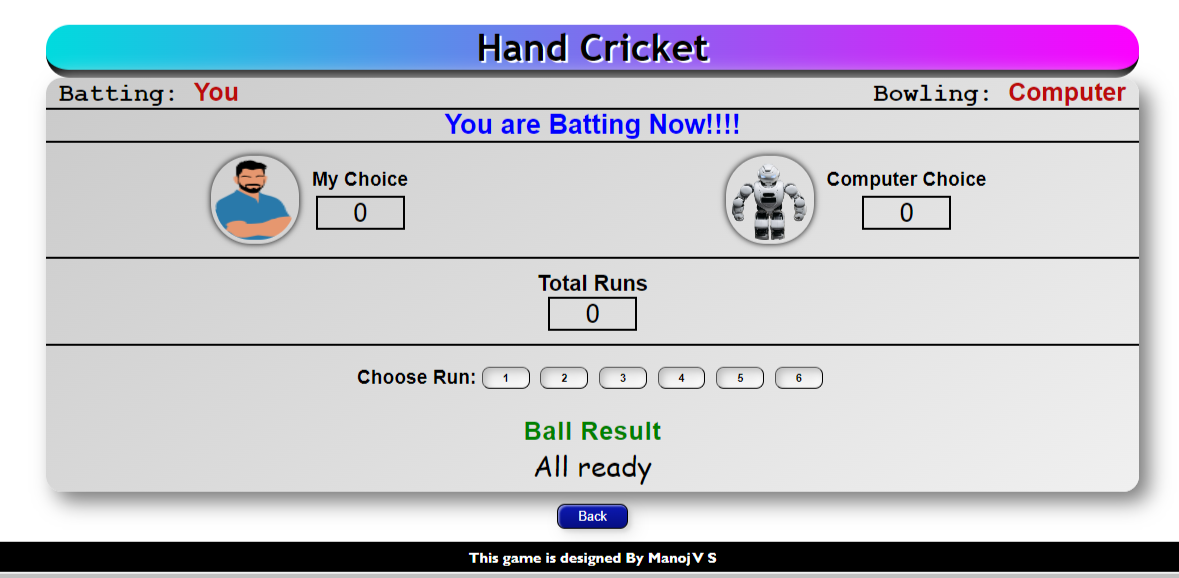 Hand Cricket
Batting: You Bowling: Computer
You are Batting Now!!!!
My Choice
0
Computer Choice
0
Total Runs
0
Choose Run: 1 2 3 4 5 6
Ball Result
All ready
Back
This game is designed By Manoj V S